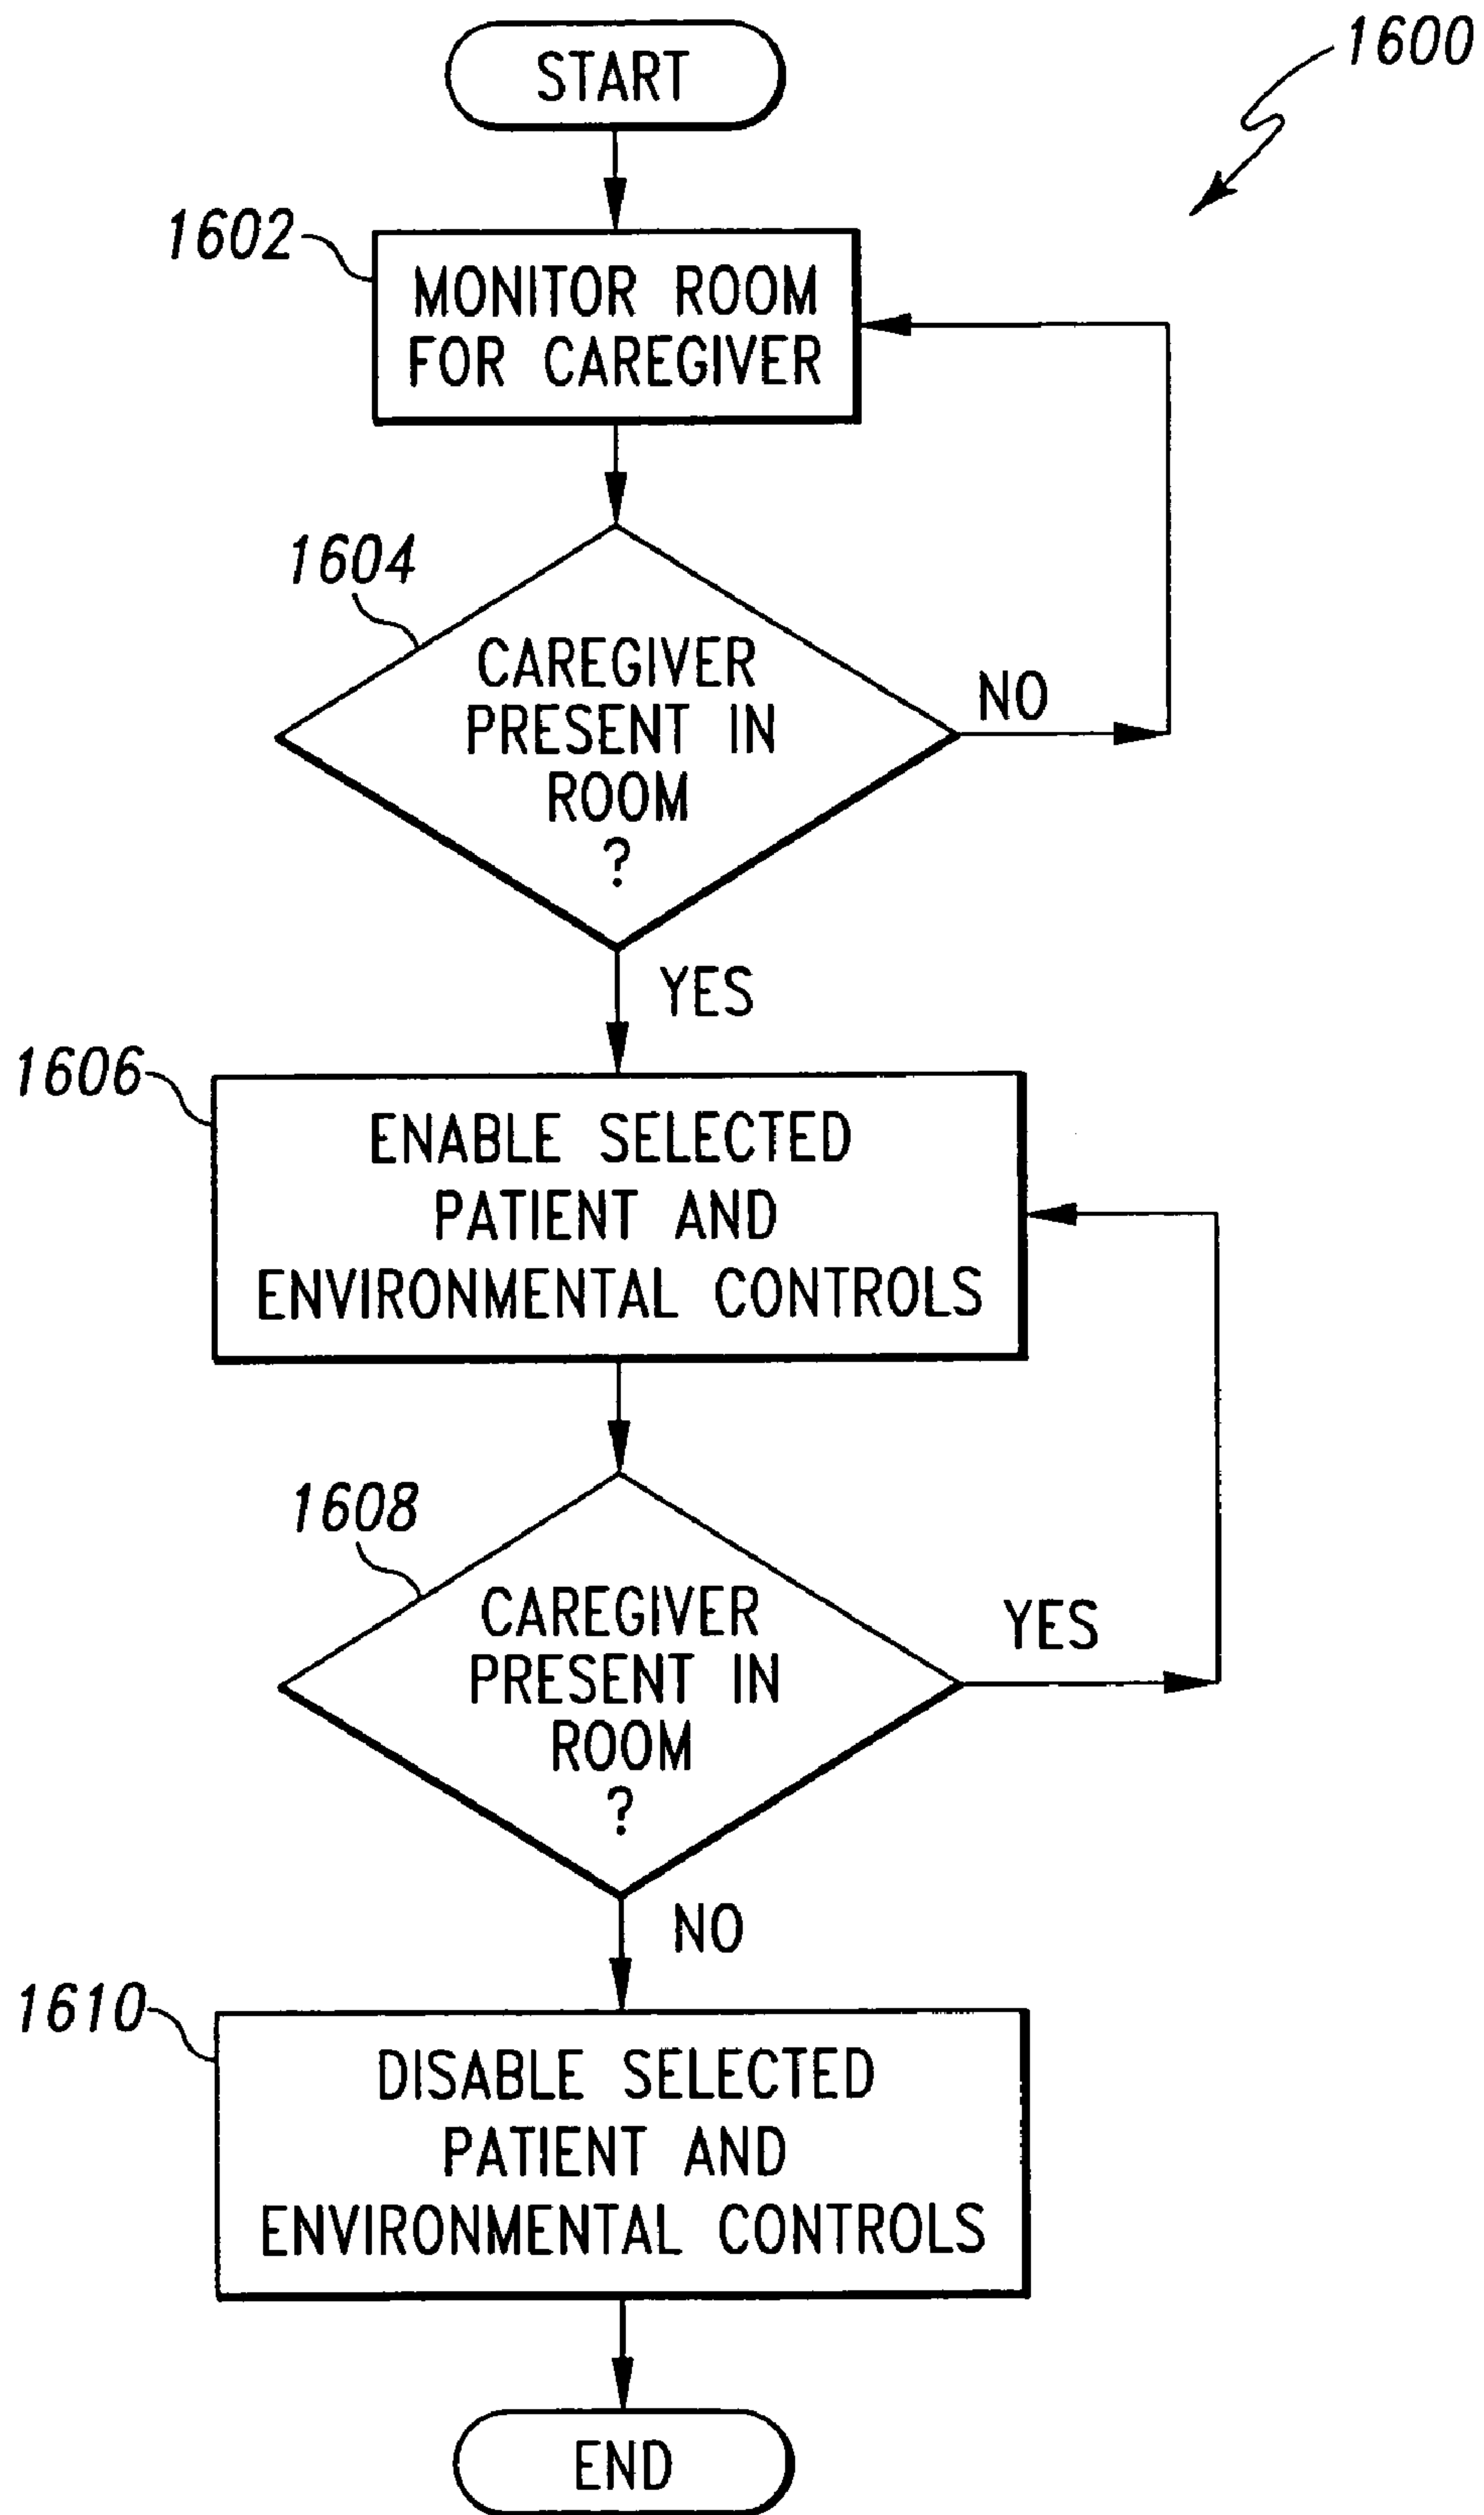 START
1600
1602
MONITOR ROOM
FOR CAREGIVER
1604
CAREGIVER
PRESENT IN
ROOM
?
NO
YES
1606
ENABLE SELECTED
PATIENT AND
ENVIRONMENTAL CONTROLS
1608
CAREGIVER
PRESENT IN
ROOM
?
YES
NO
1610
DISABLE SELECTED
PATIENT AND
ENVIRONMENTAL CONTROLS
END